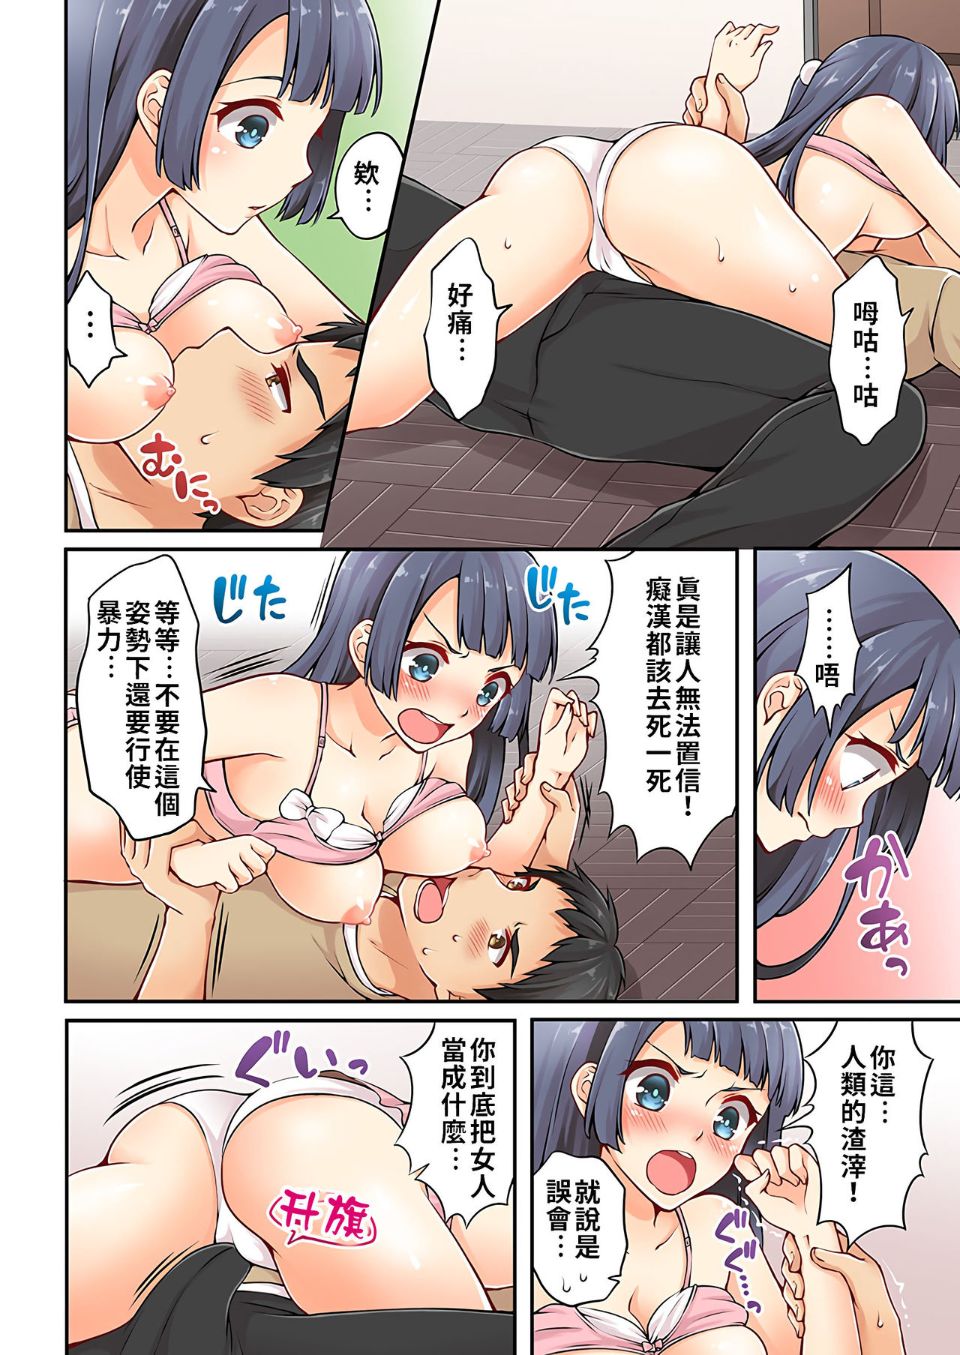 呣咕…咕
好痛…
欸…
…
むにっ
……唔
かあっ
真是讓人無法置信！
癡漢都該去死一死
じた
じた
等等…不要在這個
姿勢下還要行使
暴力…
你這…
人類的渣滓！
就說是
誤會…
ぐぐ…っ
你到底把女人
當成什麼…
ぐいっ
升旗